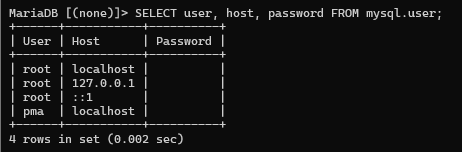 MariaDB [(none)]> SELECT user, host, password FROM mysql.user;
+------+-----------+----------+
| User | Host      | Password |
+------+-----------+----------+
| root | localhost |          |
| root | 127.0.0.1 |          |
| root | ::1       |          |
| pma  | localhost |          |
+------+-----------+----------+
4 rows in set (0.002 sec)